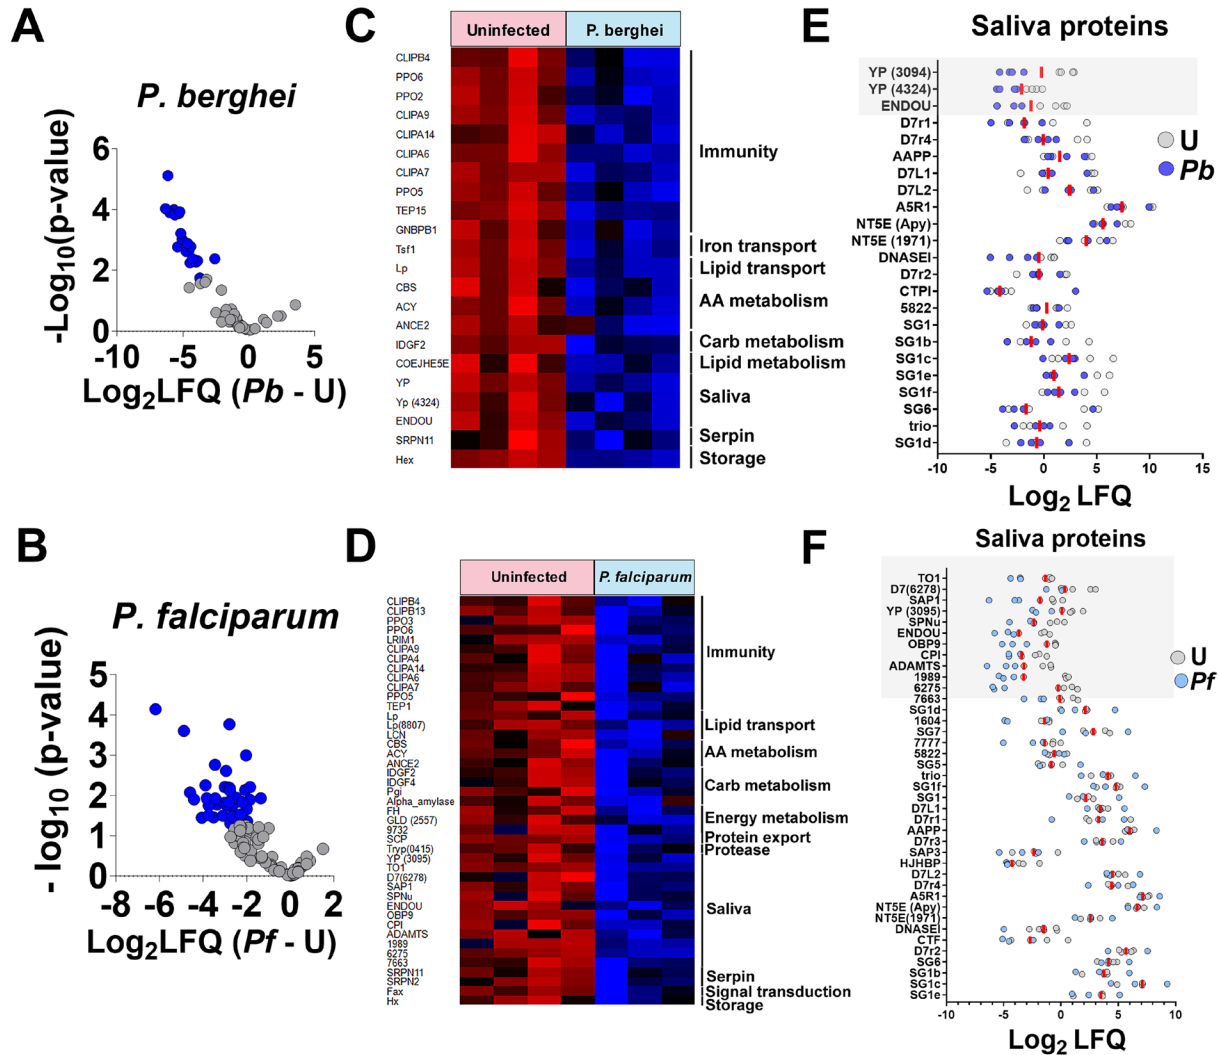 A
P. berghei
-Log10(p-value)
6
4
2
0
-10 -5 0 5
Log2LFQ (Pb - U)
B
P. falciparum
- log10 (p-value)
5
4
3
2
1
0
-8 -6 -4 -2 0 2
Log2LFQ (Pf - U)
C
Uninfected P. berghei
CLIPB4
PPO6
PPO2
CLIPA9
CLIPA14
CLIPA6
CLIPA7
PPO5
TEP15
GNBPB1
Tsf1
Lp
CBS
ACY
ANCE2
IDGF2
COEJHE5E
YP
Yp (4324)
ENDOU
SRPN11
Hex
Immunity
Iron transport
Lipid transport
AA metabolism
Carb metabolism
Lipid metabolism
Saliva
Serpin
Storage
D
Uninfected P. falciparum
CLIPB4
CLIPB13
PPO3
PPO6
LRIM1
CLIPA9
CLIPA4
CLIPA14
CLIPA6
CLIPA7
PPO5
TEP1
Lp
Lp(8807)
LCN
CBS
ACY
ANCE2
IDGF2
IDGF4
Pgi
Alpha_amylase
FH
GLD (2557)
9732
SCP
Tryp(0415)
YP (3095)
TO1
D7(6278)
SAP1
SPNu
ENDOU
OBP9
CPI
ADAMTS
1989
6275
7663
SRPN11
SRPN2
Fax
Hx
Immunity
Lipid transport
AA metabolism
Carb metabolism
Energy metabolism
Protein export
Protease
Saliva
Serpin
Signal transduction
Storage
E
Saliva proteins
YP (3094)
YP (4324)
ENDOU
D7r1
D7r4
AAPP
D7L1
D7L2
A5R1
NT5E (Apy)
NT5E (1971)
DNASEI
D7r2
CTPI
5822
SG1
SG1b
SG1c
SG1e
SG1f
SG6
trio
SG1d
U
Pb
-10 -5 0 5 10 15
Log2 LFQ
F
Saliva proteins
TO1
D7(6278)
SAP1
YP (3095)
SPNu
ENDOU
OBP9
CPI
ADAMTS
1989
6275
7663
SG1d
1604
SG7
7777
5822
SG5
trio
SG1f
SG1
D7L1
D7r1
AAPP
D7r3
SAP3
HJHBP
D7L2
D7r4
A5R1
NT5E (Apy)
NT5E(1971)
DNASEI
CTF
D7r2
SG6
SG1b
SG1c
SG1e
U
Pf
-10 -5 0 5 10
Log2 LFQ